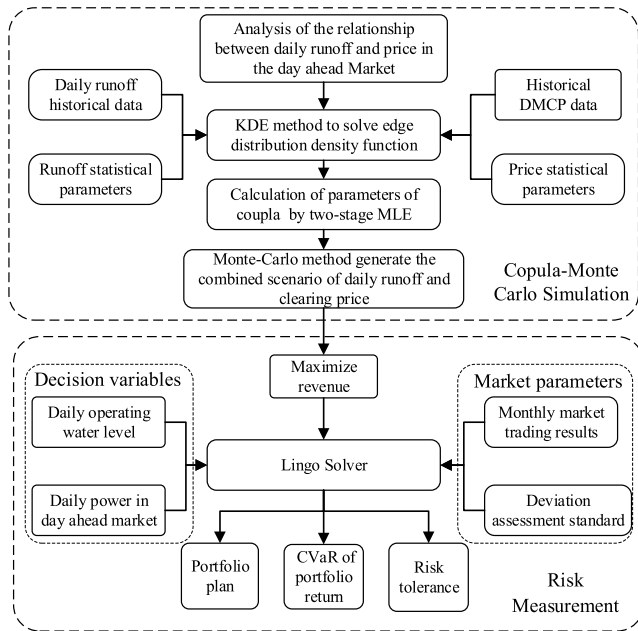 Analysis of the relationship
between daily runoff and price in
the day ahead Market
Daily runoff
historical data
Historical
DMCP data
KDE method to solve edge
distribution density function
Runoff statistical
parameters
Price statistical
parameters
Calculation of parameters of
coupla by two-stage MLE
Monte-Carlo method generate the
combined scenario of daily runoff and
clearing price
Copula-Monte
Carlo Simulation
Maximize
revenue
Decision variables
Market parameters
Daily operating
water level
Monthly market
trading results
Lingo Solver
Daily power in
day ahead market
Deviation
assessment standard
Portfolio
plan
CVaR of
portfolio
return
Risk
tolerance
Risk
Measurement